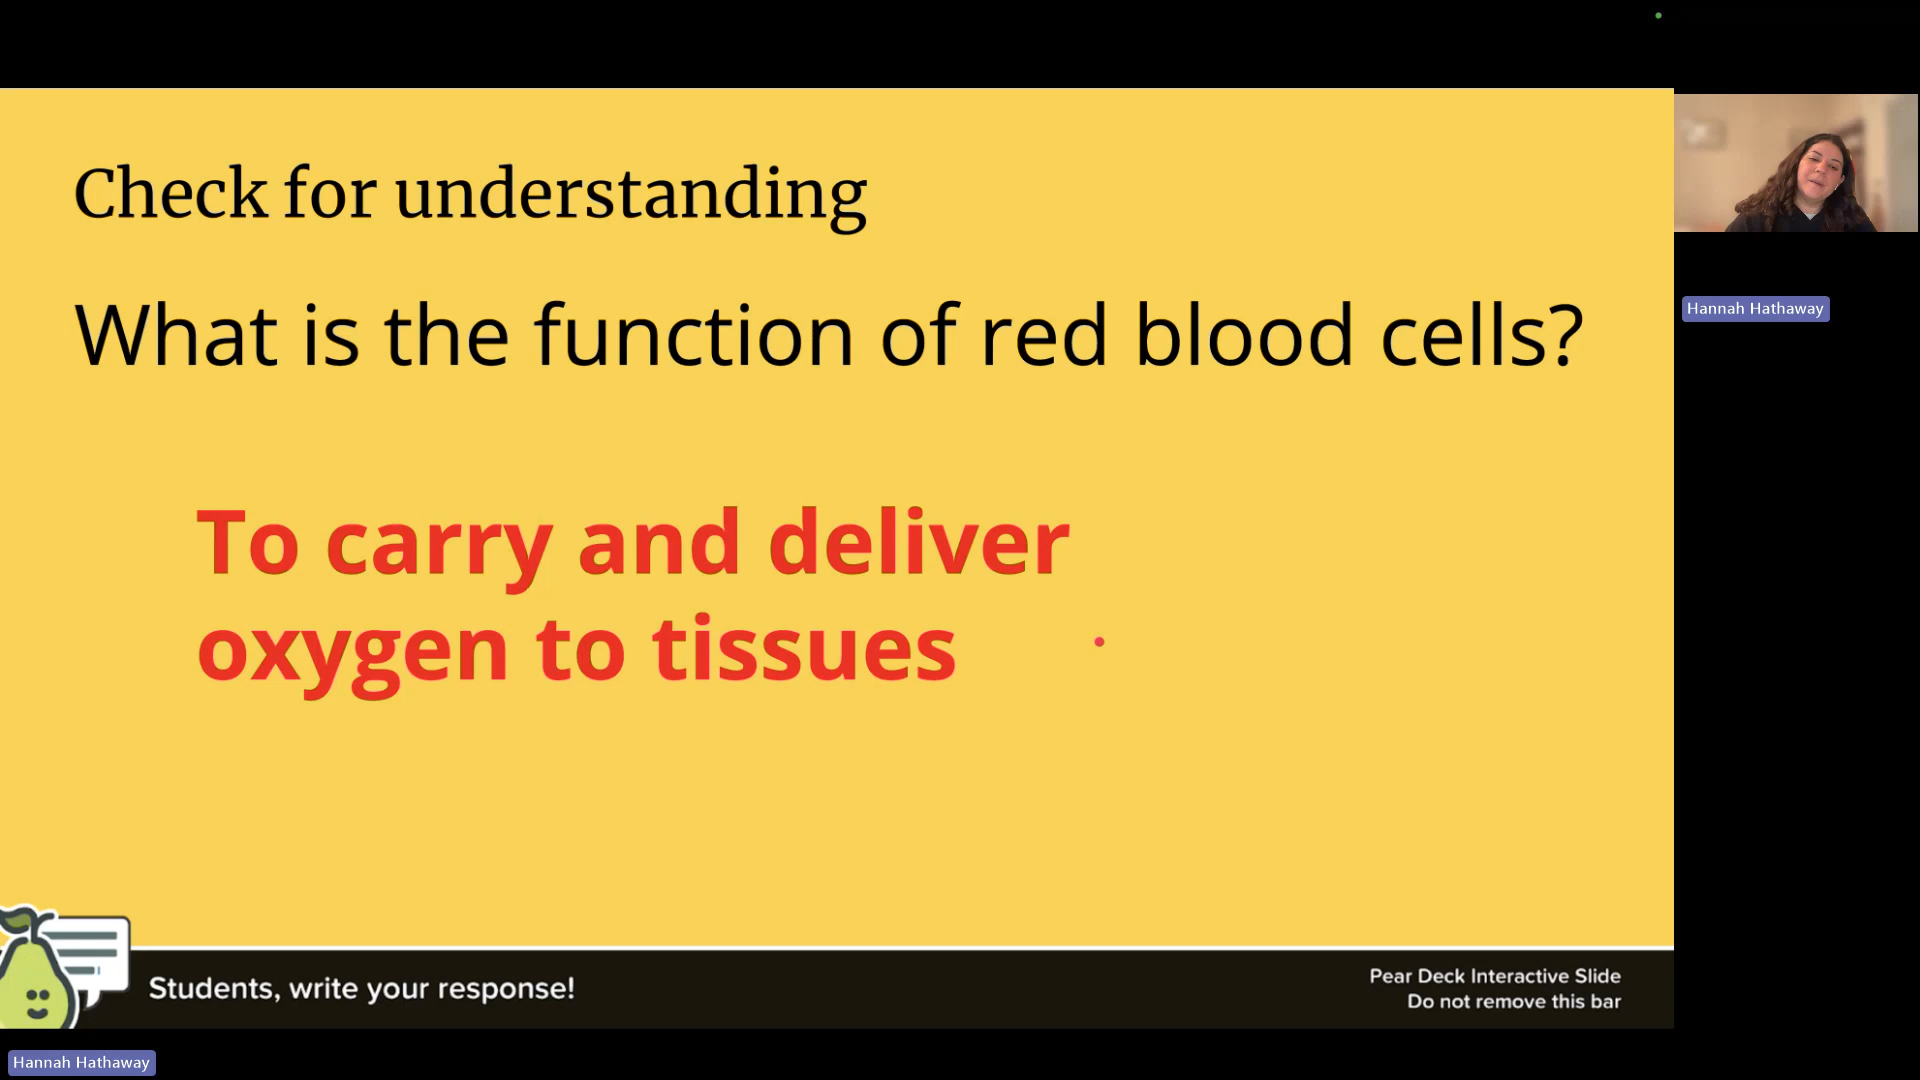 Check for understanding
What is the function of red blood cells?
To carry and deliver
oxygen to tissues
Students, write your response!
Pear Deck Interactive Slide
Do not remove this bar
Hannah Hathaway
Hannah Hathaway